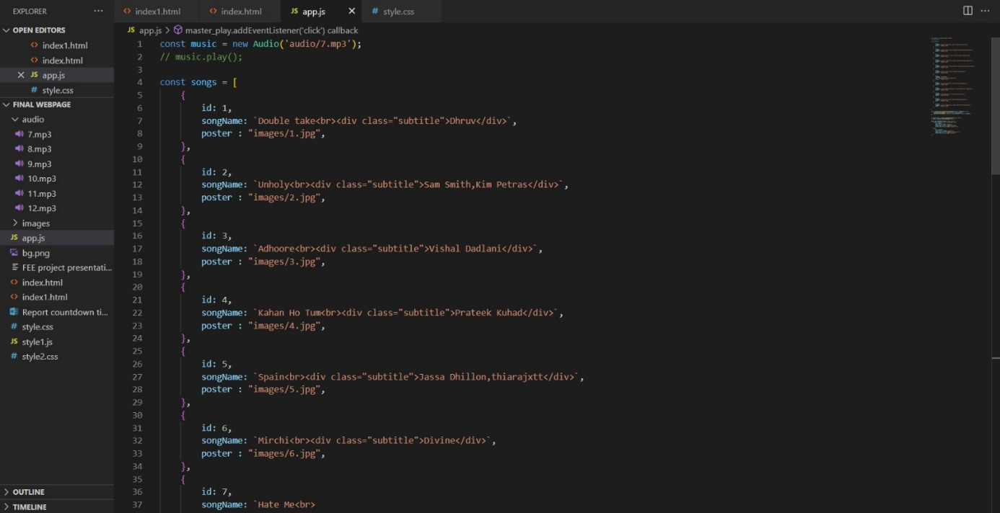 EXPLORER
OPEN EDITORS
index1.html
index.html
JS app.js
# style.css
FINAL WEBPAGE
audio
7.mp3
8.mp3
9.mp3
10.mp3
11.mp3
12.mp3
images
JS app.js
bg.png
FEE project presentati...
index.html
index1.html
Report countdown ti...
# style.css
JS style1.js
# style2.css
OUTLINE
TIMELINE
index1.html index.html JS app.js # style.css
JS app.js > master_play.addEventListener('click') callback
1 const music = new Audio('audio/7.mp3');
2 // music.play();
3
4 const songs = [
5 {
6 id: 1,
7 songName: `Double take<br><div class="subtitle">Dhruv</div>`,
8 poster : "images/1.jpg",
9 },
10 {
11 id: 2,
12 songName: `Unholy<br><div class="subtitle">Sam Smith,Kim Petras</div>`,
13 poster : "images/2.jpg",
14 },
15 {
16 id: 3,
17 songName: `Adhoore<br><div class="subtitle">Vishal Dadlani</div>`,
18 poster : "images/3.jpg",
19 },
20 {
21 id: 4,
22 songName: `Kahan Ho Tum<br><div class="subtitle">Prateek Kuhad</div>`,
23 poster : "images/4.jpg",
24 },
25 {
26 id: 5,
27 songName: `Spain<br><div class="subtitle">Jassa Dhillon,thiarajxtt</div>`,
28 poster : "images/5.jpg",
29 },
30 {
31 id: 6,
32 songName: `Mirchi<br><div class="subtitle">Divine</div>`,
33 poster : "images/6.jpg",
34 },
35 {
36 id: 7,
37 songName: `Hate Me<br>